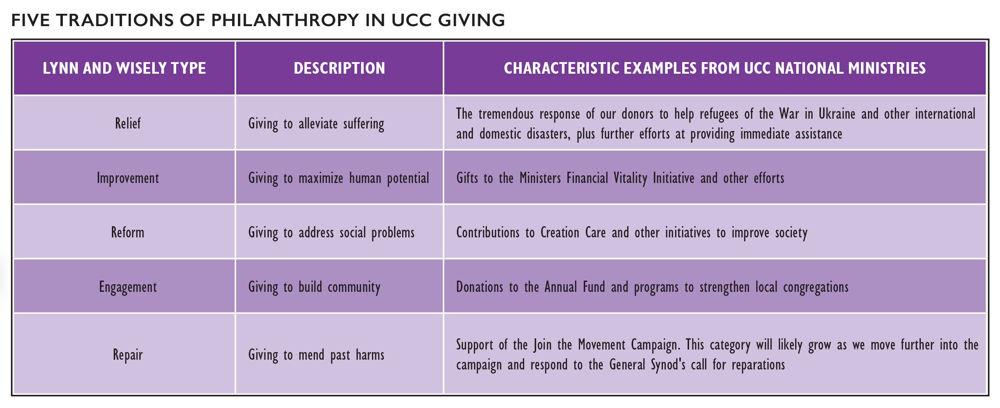 FIVE TRADITIONS OF PHILANTHROPY IN UCC GIVING
LYNN AND WISELY TYPE
DESCRIPTION
CHARACTERISTIC EXAMPLES FROM UCC NATIONAL MINISTRIES
Relief
Giving to alleviate suffering
The tremendous response of our donors to help refugees of the War in Ukraine and other international
and domestic disasters, plus further efforts at providing immediate assistance
Improvement
Giving to maximize human potential
Gifts to the Ministers Financial Vitality Initiative and other efforts
Reform
Giving to address social problems
Contributions to Creation Care and other initiatives to improve society
Engagement
Giving to build community
Donations to the Annual Fund and programs to strengthen local congregations
Repair
Giving to mend past harms
Support of the Join the Movement Campaign. This category will likely grow as we move further into the
campaign and respond to the General Synod's call for reparations